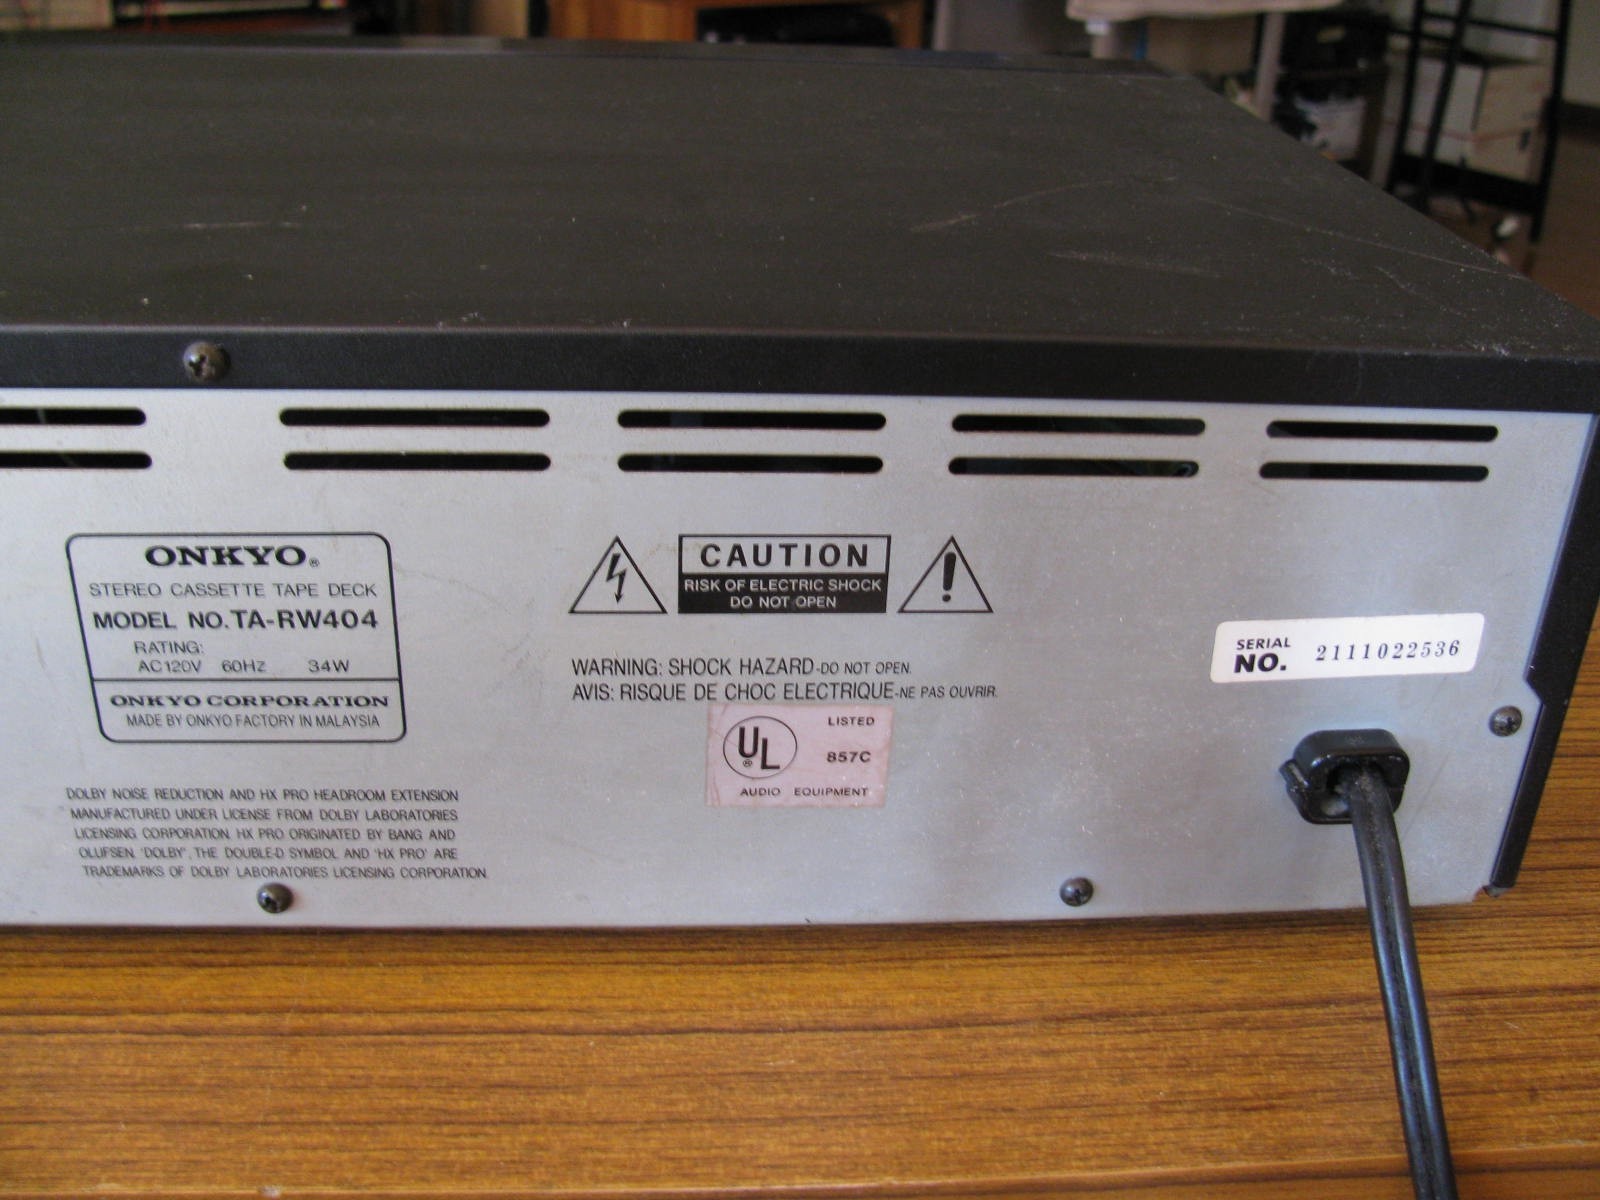 ONKYO®
STEREO CASSETTE TAPE DECK
MODEL NO. TA-RW404
RATING:
AC120V 60HZ 34W
ONKYO CORPORATION
MADE BY ONKYO FACTORY IN MALAYSIA
DOLBY NOISE REDUCTION AND HX PRO HEADROOM EXTENSION
MANUFACTURED UNDER LICENSE FROM DOLBY LABORATORIES
LICENSING CORPORATION. HX PRO ORIGINATED BY BANG AND
OLUFSEN. 'DOLBY', THE DOUBLE-D SYMBOL AND 'HX PRO' ARE
TRADEMARKS OF DOLBY LABORATORIES LICENSING CORPORATION
CAUTION
RISK OF ELECTRIC SHOCK
DO NOT OPEN
WARNING: SHOCK HAZARD-DO NOT OPEN.
AVIS: RISQUE DE CHOC ELECTRIQUE-NE PAS OUVRIR.
UL® LISTED
857C
AUDIO EQUIPMENT
SERIAL
NO. 2111022536